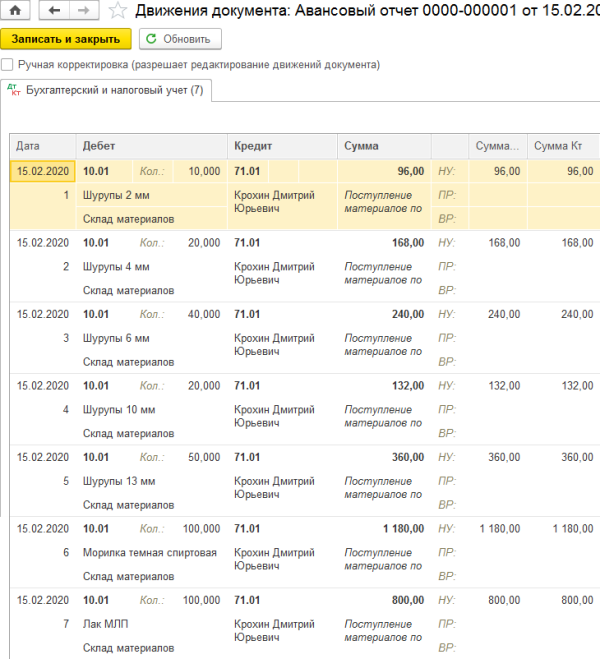 Движения документа: Авансовый отчет 0000-000001 от 15.02.20
Записать и закрыть Обновить
Ручная корректировка (разрешает редактирование движений документа)
Дт Кт Бухгалтерский и налоговый учет (7)
Дата Дебет Кредит Сумма Сумма... Сумма Кт
15.02.2020 10.01 Кол.: 10,000 71.01 96,00 НУ: 96,00 96,00
1 Шурупы 2 мм Крохин Дмитрий Юрьевич Поступление материалов по ПР:
Склад материалов ВР:
15.02.2020 10.01 Кол.: 20,000 71.01 168,00 НУ: 168,00 168,00
2 Шурупы 4 мм Крохин Дмитрий Юрьевич Поступление материалов по ПР:
Склад материалов ВР:
15.02.2020 10.01 Кол.: 40,000 71.01 240,00 НУ: 240,00 240,00
3 Шурупы 6 мм Крохин Дмитрий Юрьевич Поступление материалов по ПР:
Склад материалов ВР:
15.02.2020 10.01 Кол.: 20,000 71.01 132,00 НУ: 132,00 132,00
4 Шурупы 10 мм Крохин Дмитрий Юрьевич Поступление материалов по ПР:
Склад материалов ВР:
15.02.2020 10.01 Кол.: 50,000 71.01 360,00 НУ: 360,00 360,00
5 Шурупы 13 мм Крохин Дмитрий Юрьевич Поступление материалов по ПР:
Склад материалов ВР:
15.02.2020 10.01 Кол.: 100,000 71.01 1 180,00 НУ: 1 180,00 1 180,00
6 Морилка темная спиртовая Крохин Дмитрий Юрьевич Поступление материалов по ПР:
Склад материалов ВР:
15.02.2020 10.01 Кол.: 100,000 71.01 800,00 НУ: 800,00 800,00
7 Лак МЛП Крохин Дмитрий Юрьевич Поступление материалов по ПР:
Склад материалов ВР: